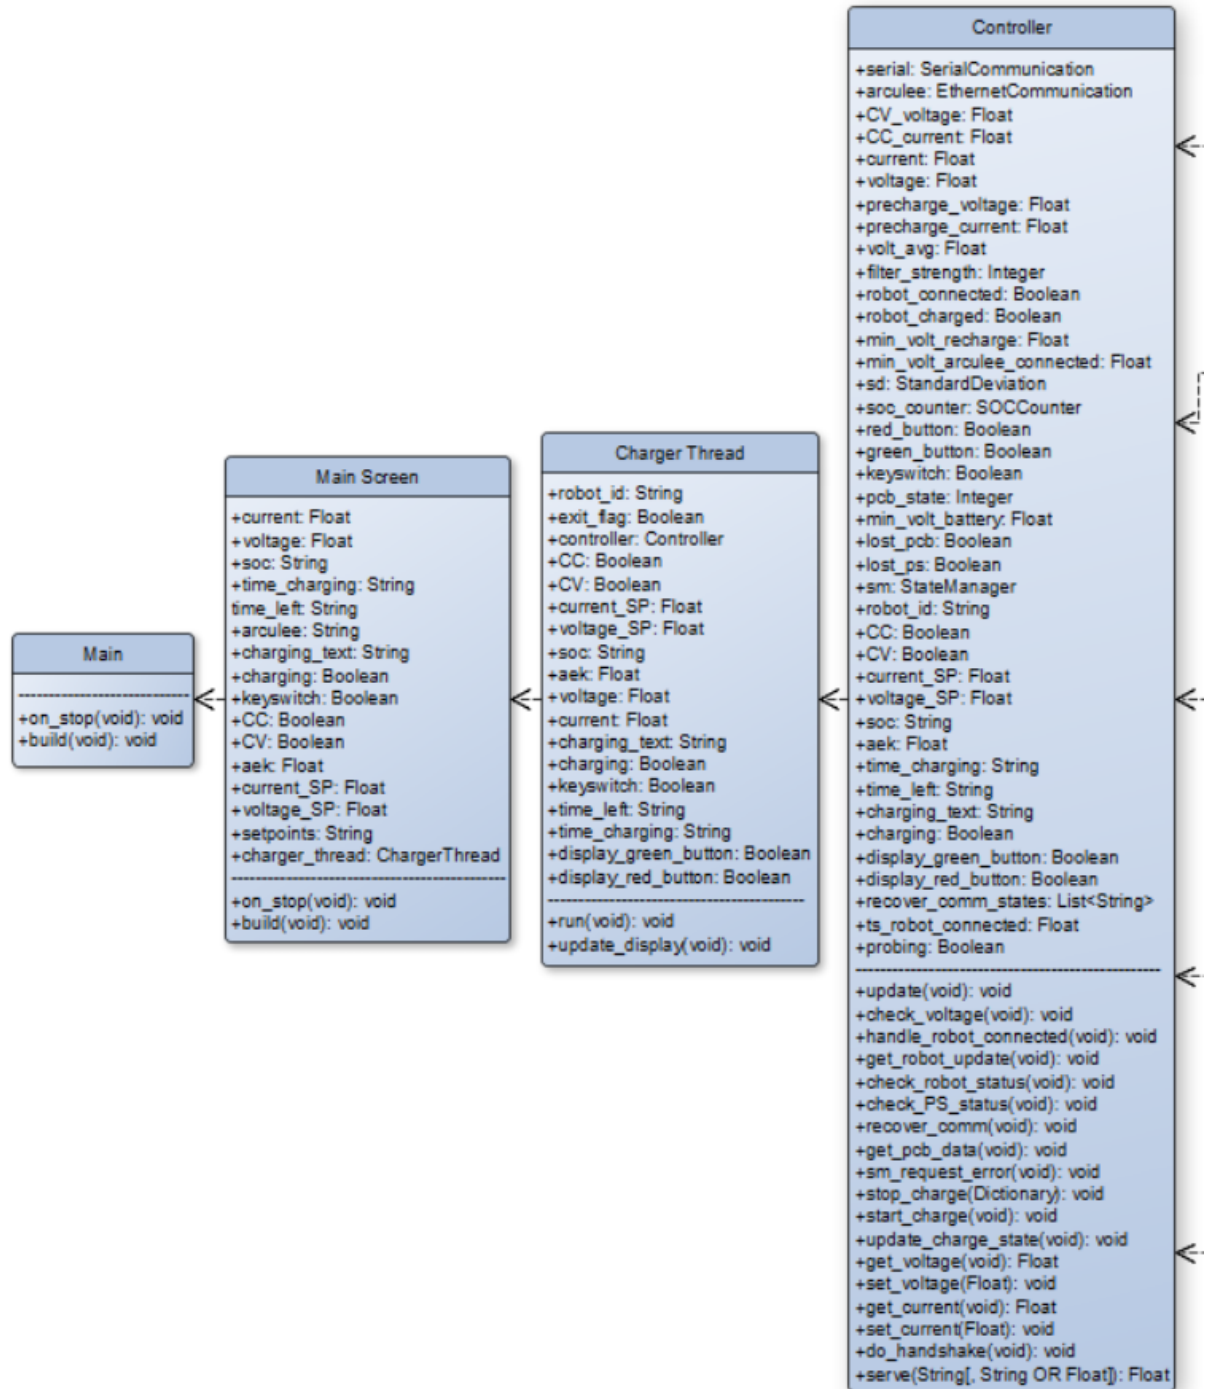 Main
------------------------------
+on_stop(void): void
+build(void): void
Main Screen
+current: Float
+voltage: Float
+soc: String
+time_charging: String
time_left: String
+arculee: String
+charging_text: String
+charging: Boolean
+keyswitch: Boolean
+CC: Boolean
+CV: Boolean
+aek: Float
+current_SP: Float
+voltage_SP: Float
+setpoints: String
+charger_thread: ChargerThread
------------------------------
+on_stop(void): void
+build(void): void
Charger Thread
+robot_id: String
+exit_flag: Boolean
+controller: Controller
+CC: Boolean
+CV: Boolean
+current_SP: Float
+voltage_SP: Float
+soc: String
+aek: Float
+voltage: Float
+current: Float
+charging_text: String
+charging: Boolean
+keyswitch: Boolean
+time_left: String
+time_charging: String
+display_green_button: Boolean
+display_red_button: Boolean
------------------------------
+run(void): void
+update_display(void): void
Controller
+serial: SerialCommunication
+arculee: EthernetCommunication
+CV_voltage: Float
+CC_current: Float
+current: Float
+voltage: Float
+precharge_voltage: Float
+precharge_current: Float
+volt_avg: Float
+filter_strength: Integer
+robot_connected: Boolean
+robot_charged: Boolean
+min_volt_recharge: Float
+min_volt_arculee_connected: Float
+sd: StandardDeviation
+soc_counter: SOCCounter
+red_button: Boolean
+green_button: Boolean
+keyswitch: Boolean
+pcb_state: Integer
+min_volt_battery: Float
+lost_pcb: Boolean
+lost_ps: Boolean
+sm: StateManager
+robot_id: String
+CC: Boolean
+CV: Boolean
+current_SP: Float
+voltage_SP: Float
+soc: String
+aek: Float
+time_charging: String
+time_left: String
+charging_text: String
+charging: Boolean
+display_green_button: Boolean
+display_red_button: Boolean
+recover_comm_states: List<String>
+ts_robot_connected: Float
+probing: Boolean
------------------------------
+update(void): void
+check_voltage(void): void
+handle_robot_connected(void): void
+get_robot_update(void): void
+check_robot_status(void): void
+check_PS_status(void): void
+recover_comm(void): void
+get_pcb_data(void): void
+sm_request_error(void): void
+stop_charge(Dictionary): void
+start_charge(void): void
+update_charge_state(void): void
+get_voltage(void): Float
+set_voltage(Float): void
+get_current(void): Float
+set_current(Float): void
+do_handshake(void): void
+serve(String[, String OR Float]): Float